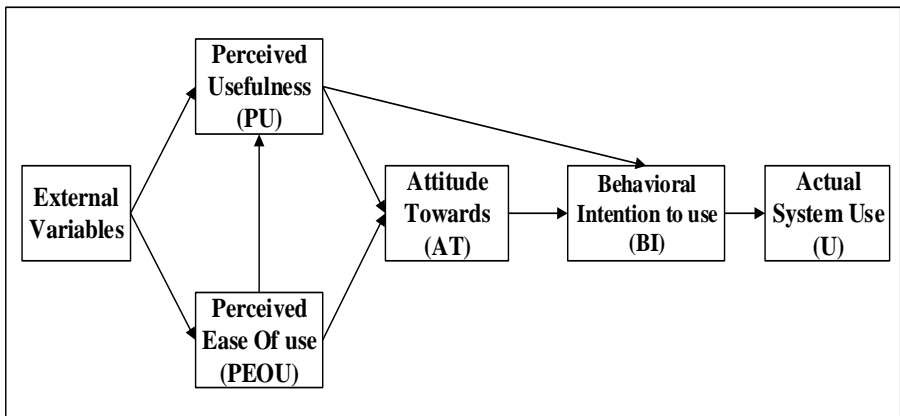 External
Variables
Perceived
Usefulness
(PU)
Perceived
Ease Of use
(PEOU)
Attitude
Towards
(AT)
Behavioral
Intention to use
(BI)
Actual
System Use
(U)